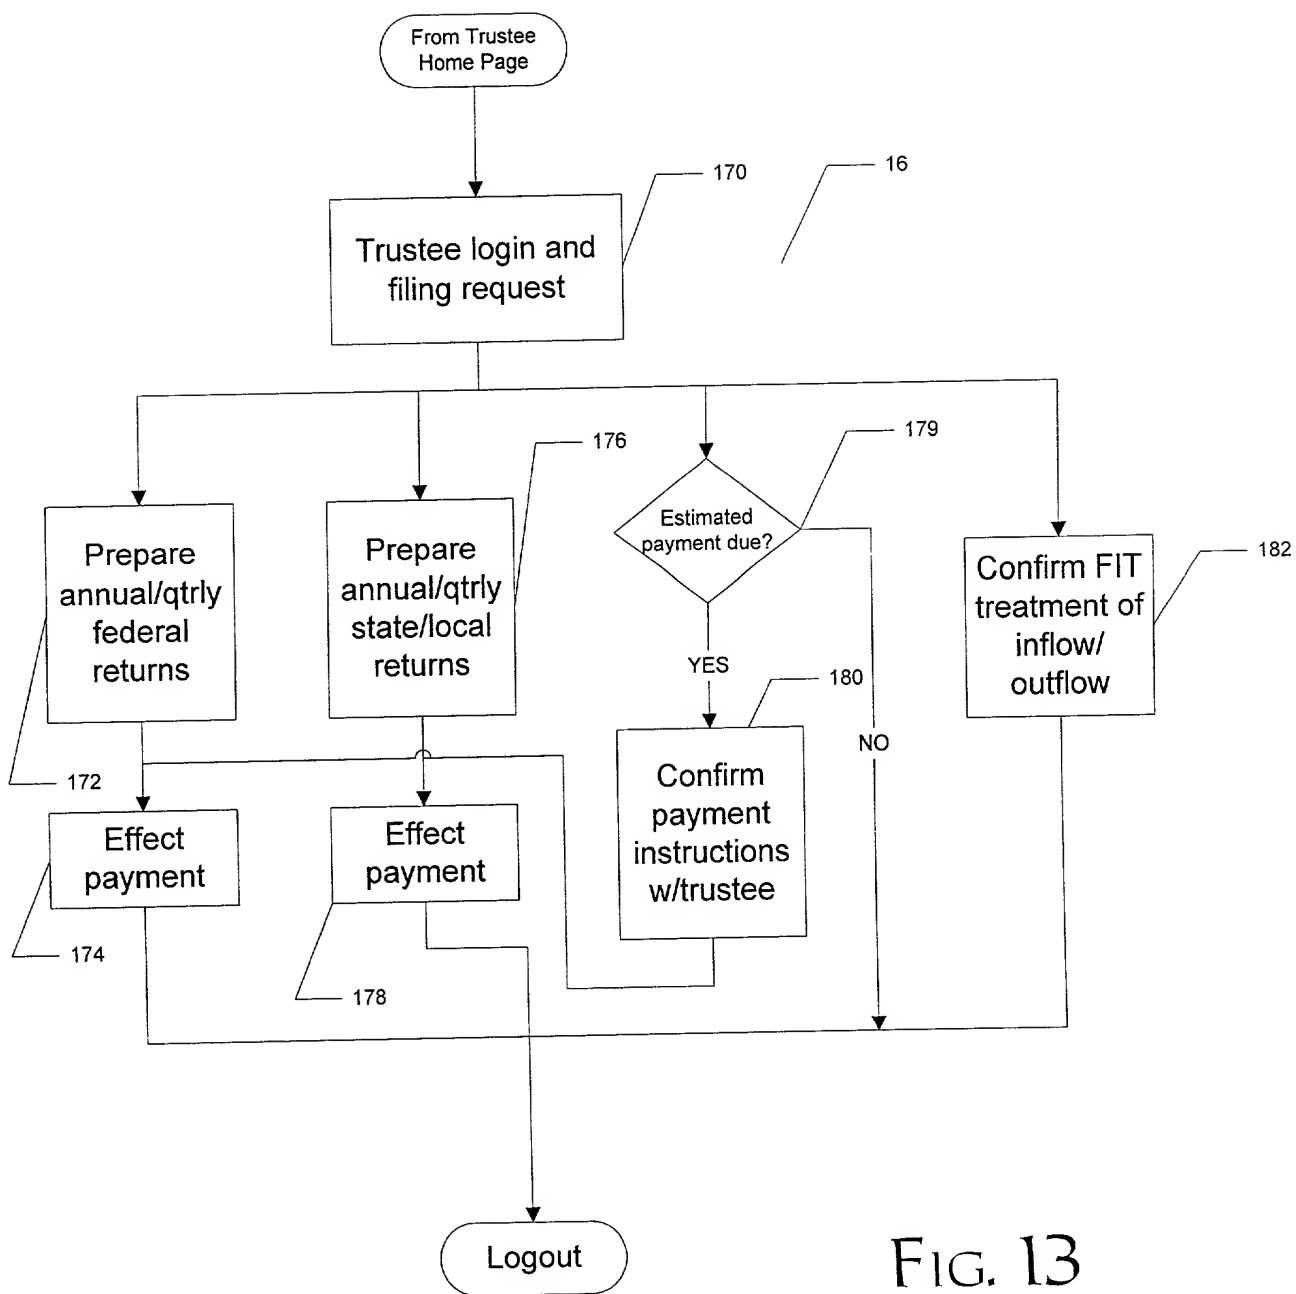 From Trustee
Home Page
170
16
Trustee login and
filing request
176
179
Estimated
payment due?
Prepare
annual/qtrly
federal
returns
Prepare
annual/qtrly
state/local
returns
Confirm FIT
treatment of
inflow/
outflow
182
YES
180
NO
172
Confirm
payment
instructions
w/trustee
Effect
payment
Effect
payment
174
178
Logout
FIG. 13